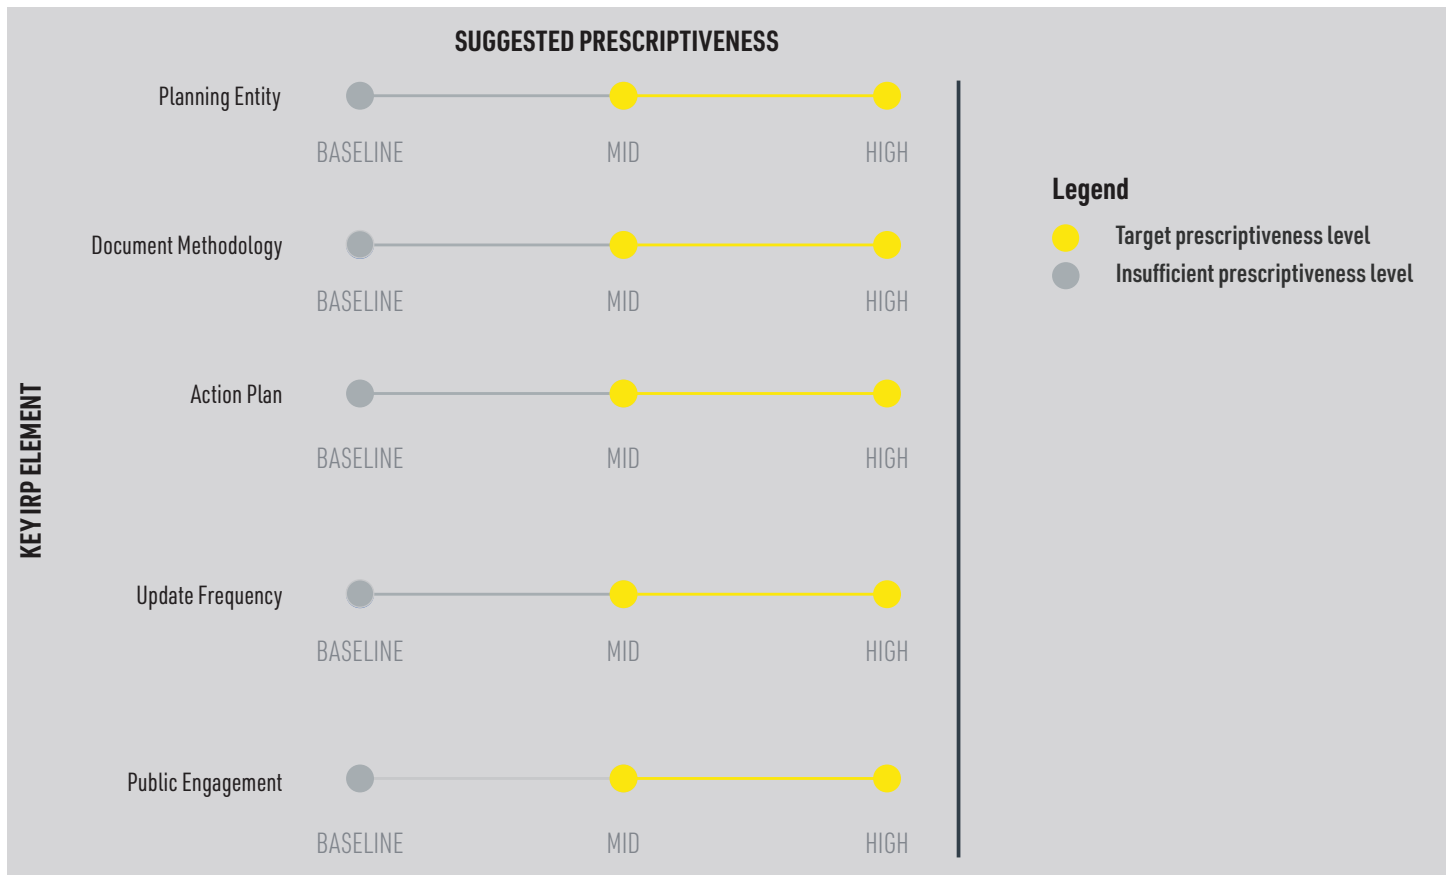 SUGGESTED PRESCRIPTIVENESS
Planning Entity
BASELINE MID HIGH
Document Methodology
BASELINE MID HIGH
Action Plan
BASELINE MID HIGH
Update Frequency
BASELINE MID HIGH
Public Engagement
BASELINE MID HIGH
KEY IRP ELEMENT
Legend
Target prescriptiveness level
Insufficient prescriptiveness level